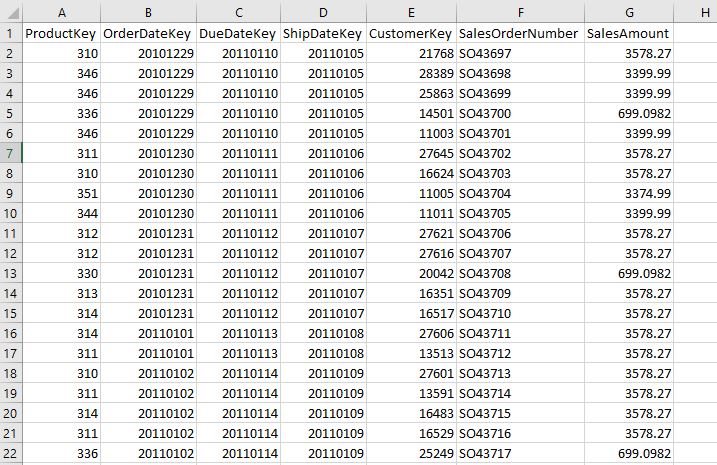 A B C D E F G H
1 ProductKey OrderDateKey DueDateKey ShipDateKey CustomerKey SalesOrderNumber SalesAmount
2 310 20101229 20110110 20110105 21768 SO43697 3578.27
3 346 20101229 20110110 20110105 28389 SO43698 3399.99
4 346 20101229 20110110 20110105 25863 SO43699 3399.99
5 336 20101229 20110110 20110105 14501 SO43700 699.0982
6 346 20101229 20110110 20110105 11003 SO43701 3399.99
7 311 20101230 20110111 20110106 27645 SO43702 3578.27
8 310 20101230 20110111 20110106 16624 SO43703 3578.27
9 351 20101230 20110111 20110106 11005 SO43704 3374.99
10 344 20101230 20110111 20110106 11011 SO43705 3399.99
11 312 20101231 20110112 20110107 27621 SO43706 3578.27
12 312 20101231 20110112 20110107 27616 SO43707 3578.27
13 330 20101231 20110112 20110107 20042 SO43708 699.0982
14 313 20101231 20110112 20110107 16351 SO43709 3578.27
15 314 20101231 20110112 20110107 16517 SO43710 3578.27
16 314 20110101 20110113 20110108 27606 SO43711 3578.27
17 311 20110101 20110113 20110108 13513 SO43712 3578.27
18 310 20110102 20110114 20110109 27601 SO43713 3578.27
19 311 20110102 20110114 20110109 13591 SO43714 3578.27
20 314 20110102 20110114 20110109 16483 SO43715 3578.27
21 311 20110102 20110114 20110109 16529 SO43716 3578.27
22 336 20110102 20110114 20110109 25249 SO43717 699.0982